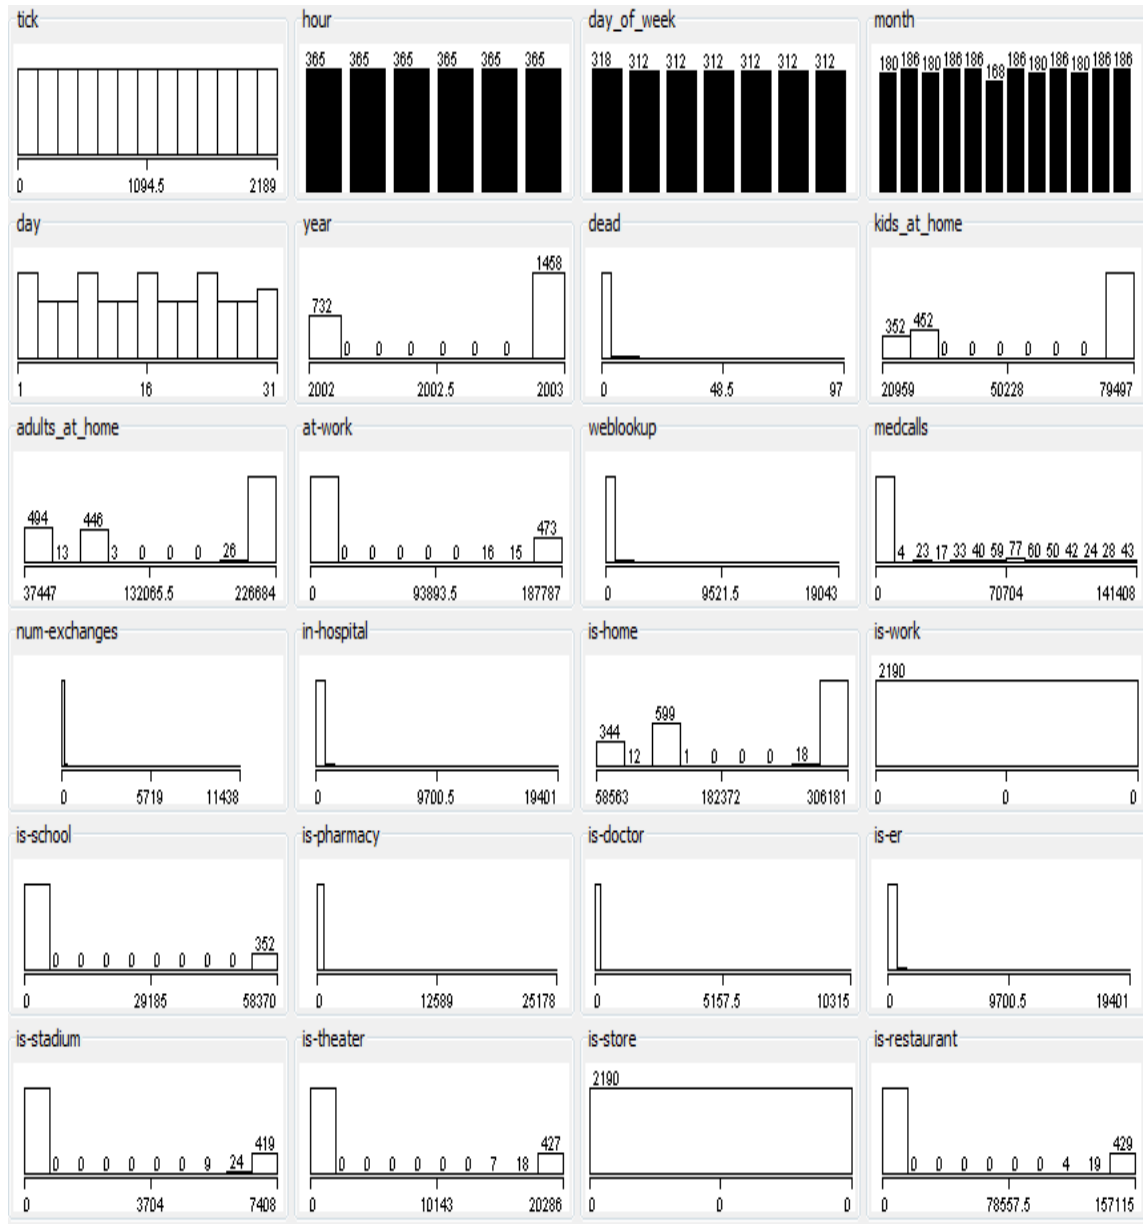 tick hour day_of_week month
365 365 365 365 365 365
318 312 312 312 312 312 312
180 186 180 186 186 168 186 180 186 180 186 186
0 1094.5 2189
day year dead kids_at_home
732 0 0 0 0 0 0 1458
352 452 0 0 0 0 0 0
1 16 31
2002 2002.5 2003
0 48.5 97
20959 50228 79497
adults_at_home at-work weblookup medcalls
494 13 446 3 0 0 0 26
0 0 0 0 0 0 16 15 473
4 23 17 33 40 59 77 60 50 42 24 28 43
37447 132065.5 226684
0 93893.5 187787
0 9521.5 19043
0 70704 141408
num-exchanges in-hospital is-home is-work
344 12 599 1 0 0 0 18
2190
0 5719 11438
0 9700.5 19401
58563 182372 306181
0 0 0
is-school is-pharmacy is-doctor is-er
0 0 0 0 0 0 0 0 352
0 29185 58370
0 12589 25178
0 5157.5 10315
0 9700.5 19401
is-stadium is-theater is-store is-restaurant
0 0 0 0 0 0 9 24 419
0 0 0 0 0 0 7 18 427
2190
0 0 0 0 0 0 4 19 429
0 3704 7408
0 10143 20286
0 0 0
0 78557.5 157115